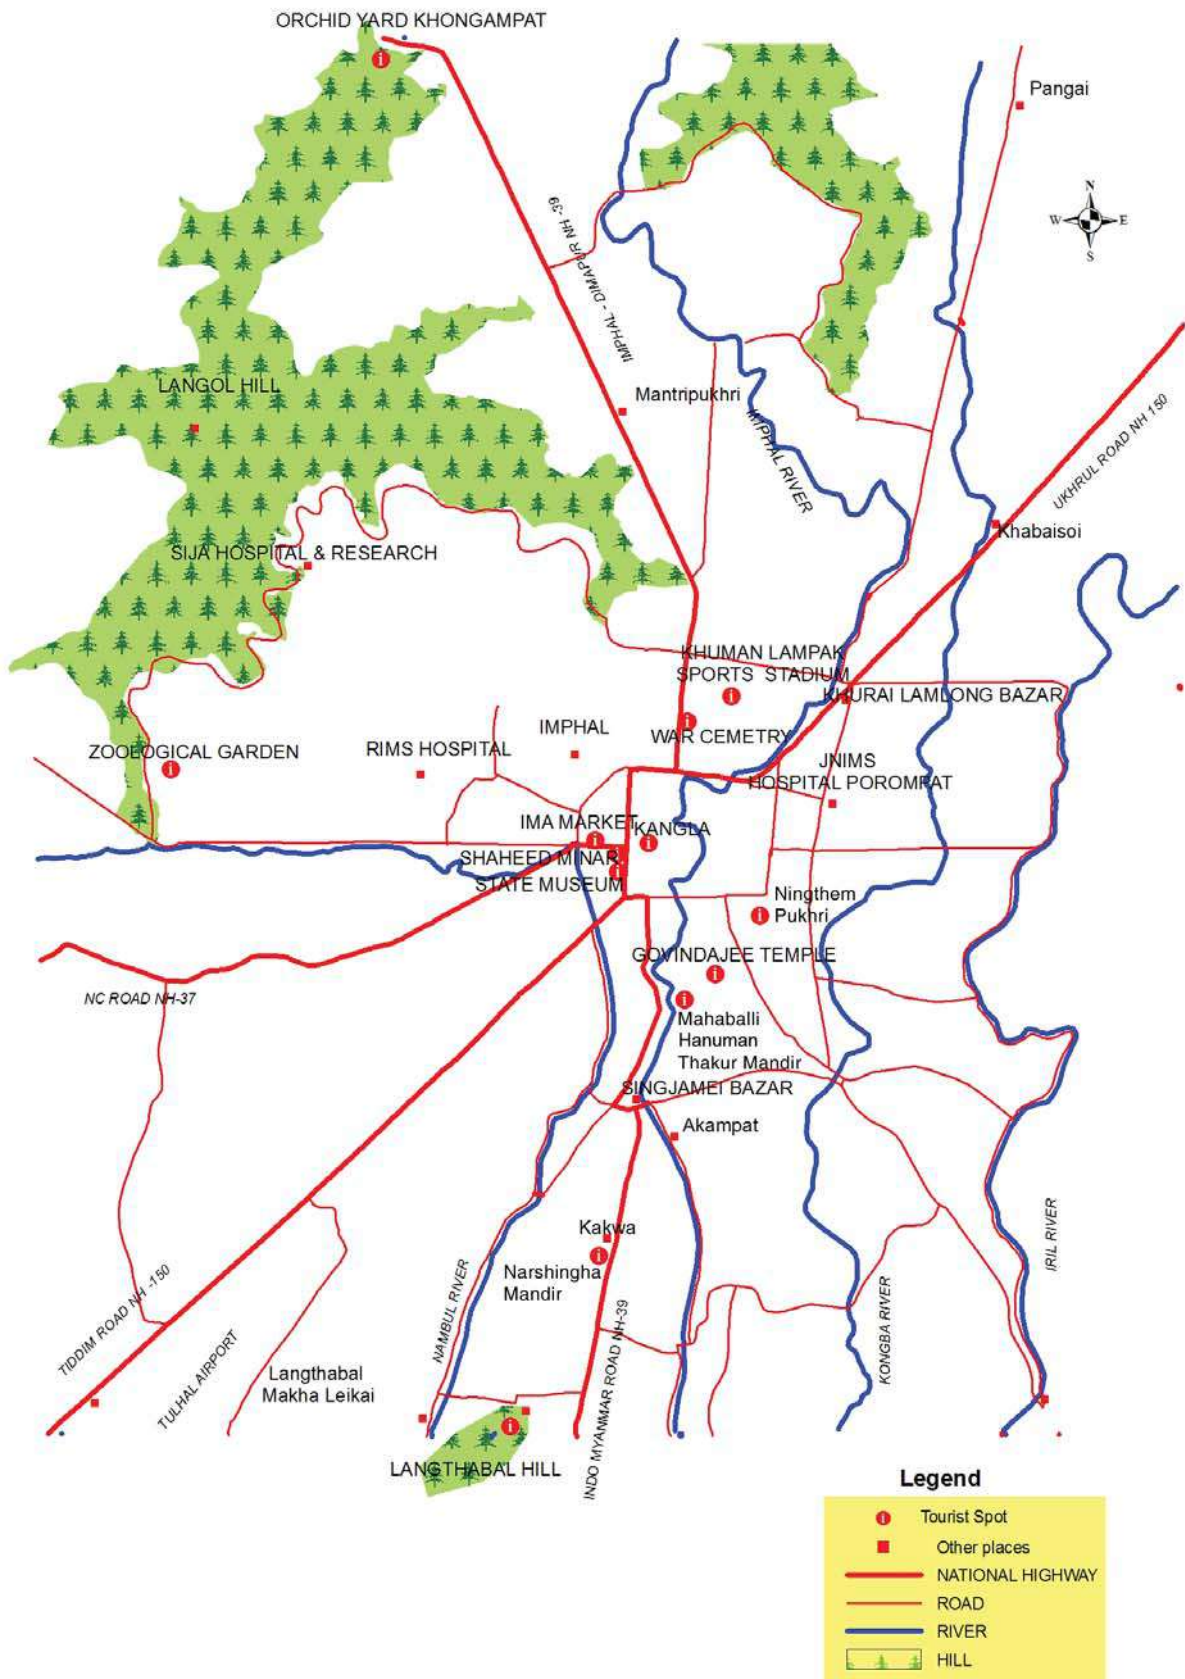 ORCHID YARD KHONGAMPAT
Pangai
N
W E
S
IMPHAL - DIMAPUR NH -39
LANGOL HILL
Mantripukhri
IMPHAL RIVER
UKHRUL ROAD NH 150
Khabaisoi
SIJA HOSPITAL & RESEARCH
KHUMAN LAMPAK
SPORTS STADIUM
KHURAI LAMLONG BAZAR
WAR CEMETRY
IMPHAL
RIMS HOSPITAL
ZOOLOGICAL GARDEN
JNIMS
HOSPITAL POROMPAT
IMA MARKET
KANGLA
SHAHEED MINAR
STATE MUSEUM
Ningthem
Pukhri
GOVINDAJEE TEMPLE
NC ROAD NH-37
Mahaballi
Hanuman
Thakur Mandir
SINGJAMEI BAZAR
Akampat
Kakwa
Narshingha
Mandir
NAMBUL RIVER
IRIL RIVER
KONGBA RIVER
TIDDIM ROAD NH -150
TULHAL AIRPORT
Langthabal
Makha Leikai
INDO MYANMAR ROAD NH-39
LANGTHABAL HILL
Legend
i Tourist Spot
Other places
NATIONAL HIGHWAY
ROAD
RIVER
HILL